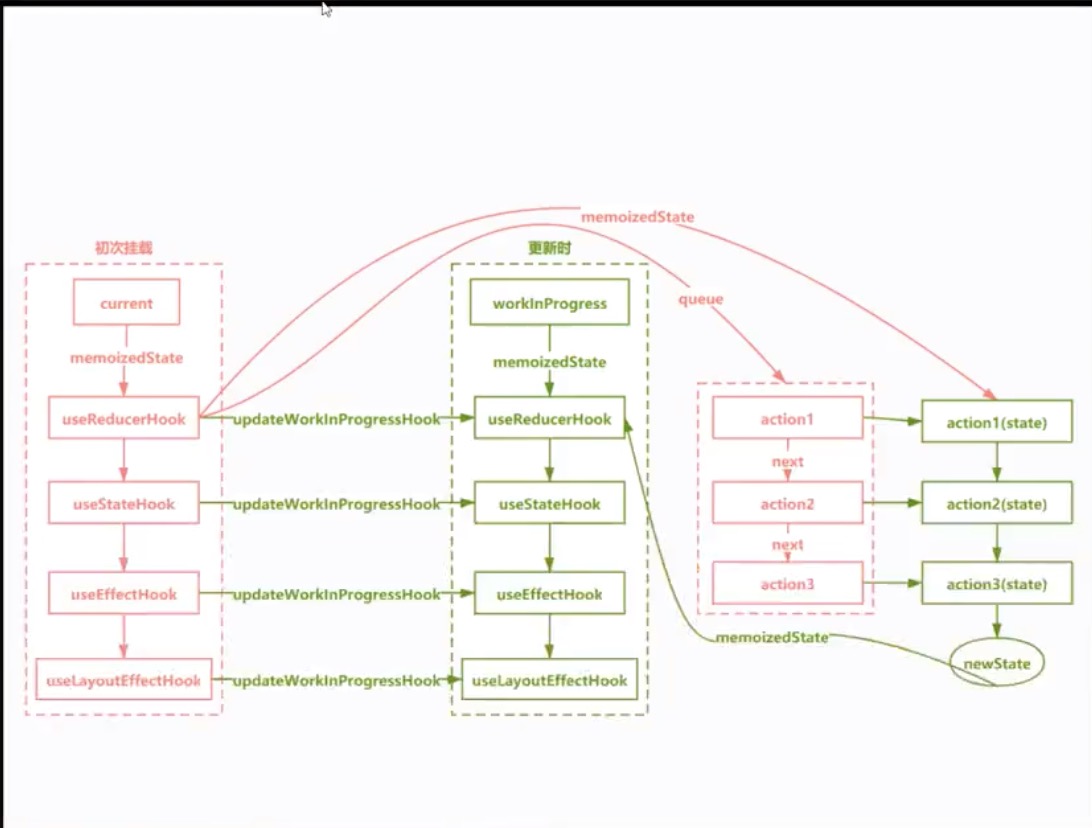 memoizedState
初次挂载
更新时
queue
current
workInProgress
memoizedState
memoizedState
useReducerHook
updateWorkInProgressHook
useReducerHook
action1
action1(state)
next
useStateHook
updateWorkInProgressHook
useStateHook
action2
action2(state)
next
useEffectHook
updateWorkInProgressHook
useEffectHook
action3
action3(state)
memoizedState
newState
useLayoutEffectHook
updateWorkInProgressHook
useLayoutEffectHook